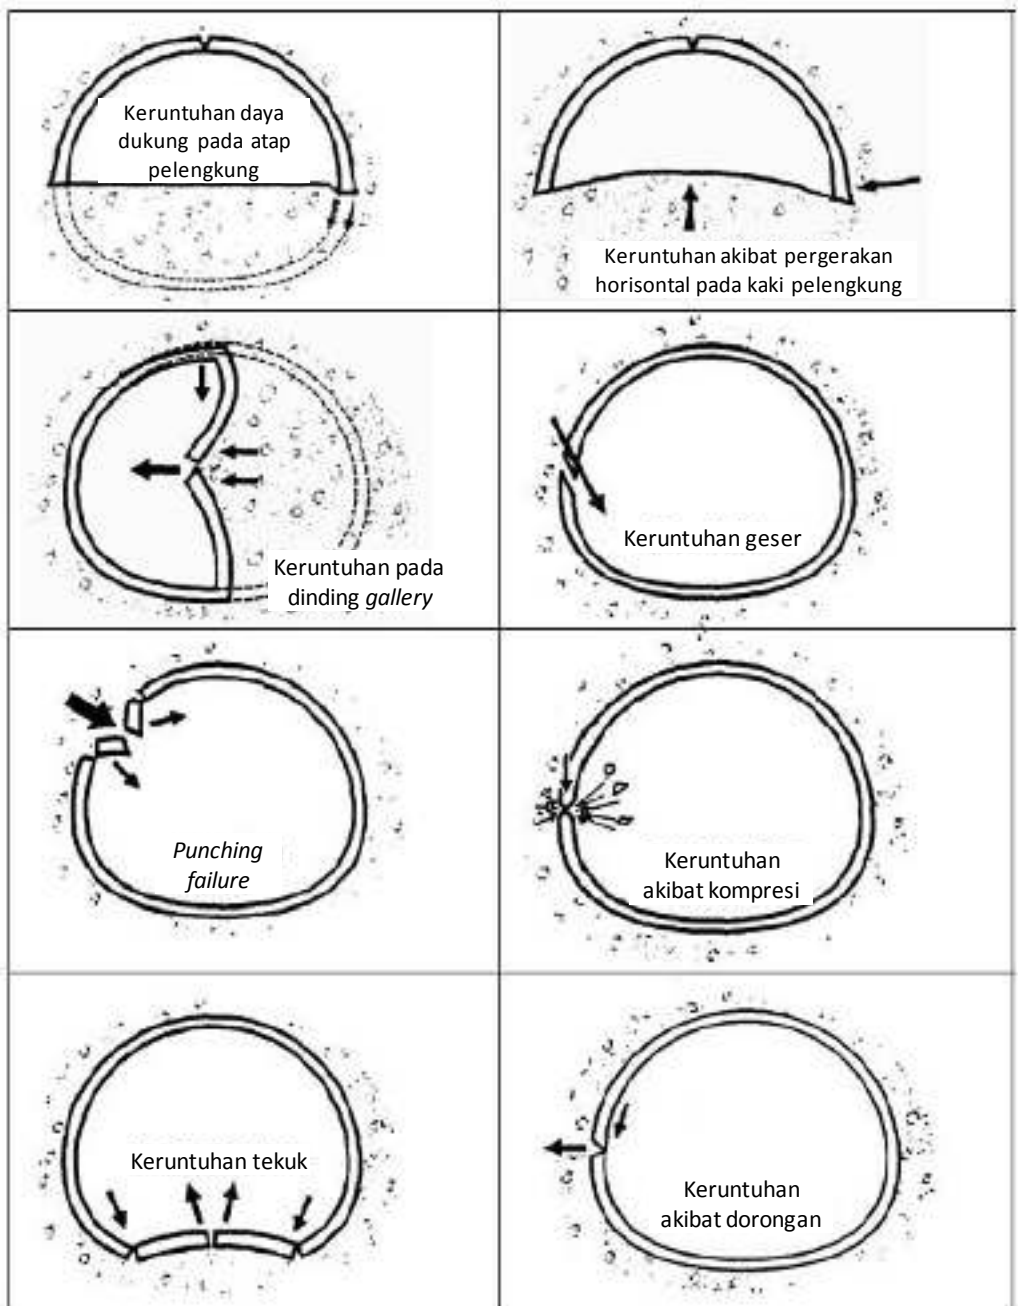 Keruntuhan daya
dukung pada atap
pelengkung
Keruntuhan akibat pergerakan
horisontal pada kaki pelengkung
Keruntuhan pada
dinding gallery
Keruntuhan geser
Punching
failure
Keruntuhan
akibat kompresi
Keruntuhan tekuk
Keruntuhan
akibat dorongan